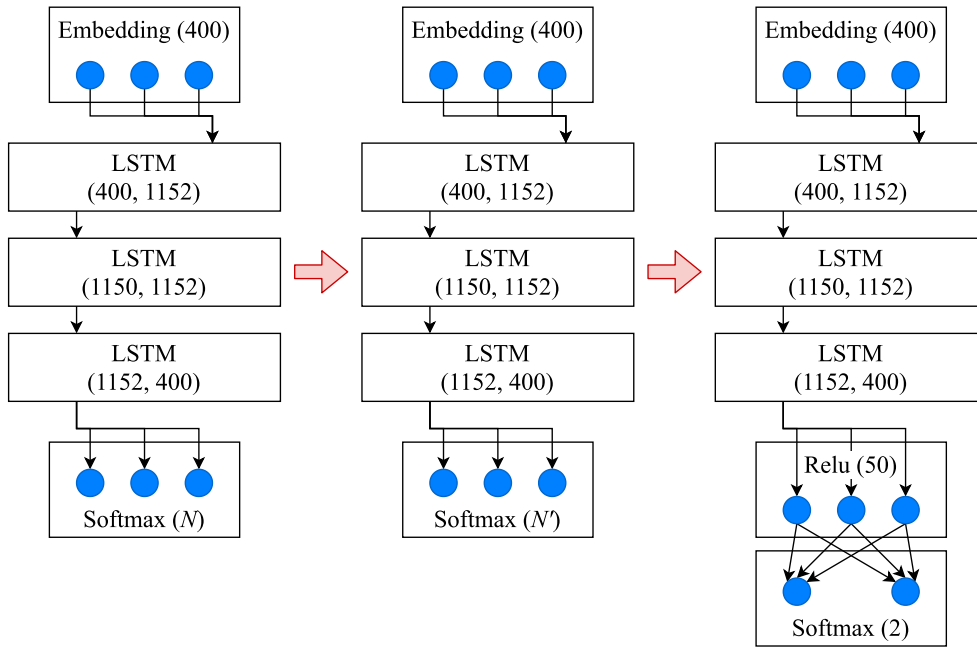 Embedding (400)
LSTM
(400, 1152)
LSTM
(1150, 1152)
LSTM
(1152, 400)
Softmax (N)
Embedding (400)
LSTM
(400, 1152)
LSTM
(1150, 1152)
LSTM
(1152, 400)
Softmax (N')
Embedding (400)
LSTM
(400, 1152)
LSTM
(1150, 1152)
LSTM
(1152, 400)
Relu (50)
Softmax (2)